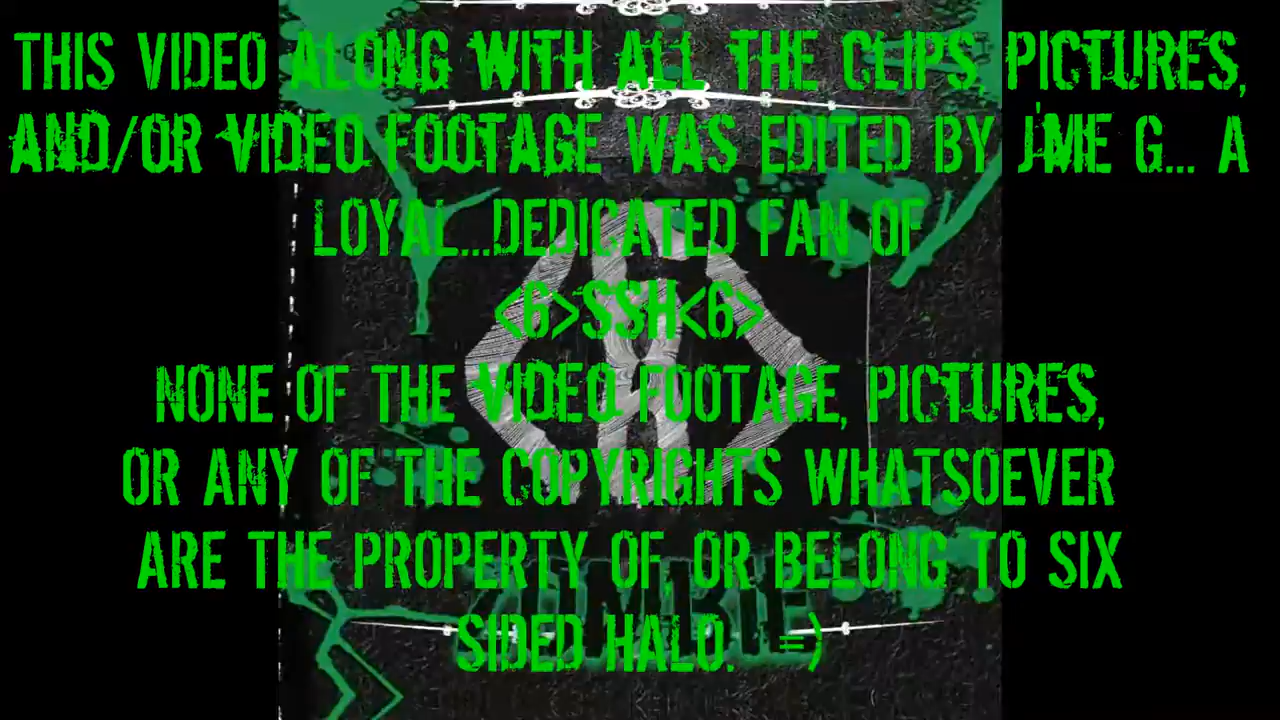 THIS VIDEO ALONG WITH ALL THE CLIPS, PICTURES,
AND/OR VIDEO FOOTAGE WAS EDITED BY J'ME G... A
LOYAL...DEDICATED FAN OF
<6>SSH<6>
NONE OF THE VIDEO FOOTAGE, PICTURES,
OR ANY OF THE COPYRIGHTS WHATSOEVER
ARE THE PROPERTY OF, OR BELONG TO SIX
SIDED HALO. =)
ZOMBIE